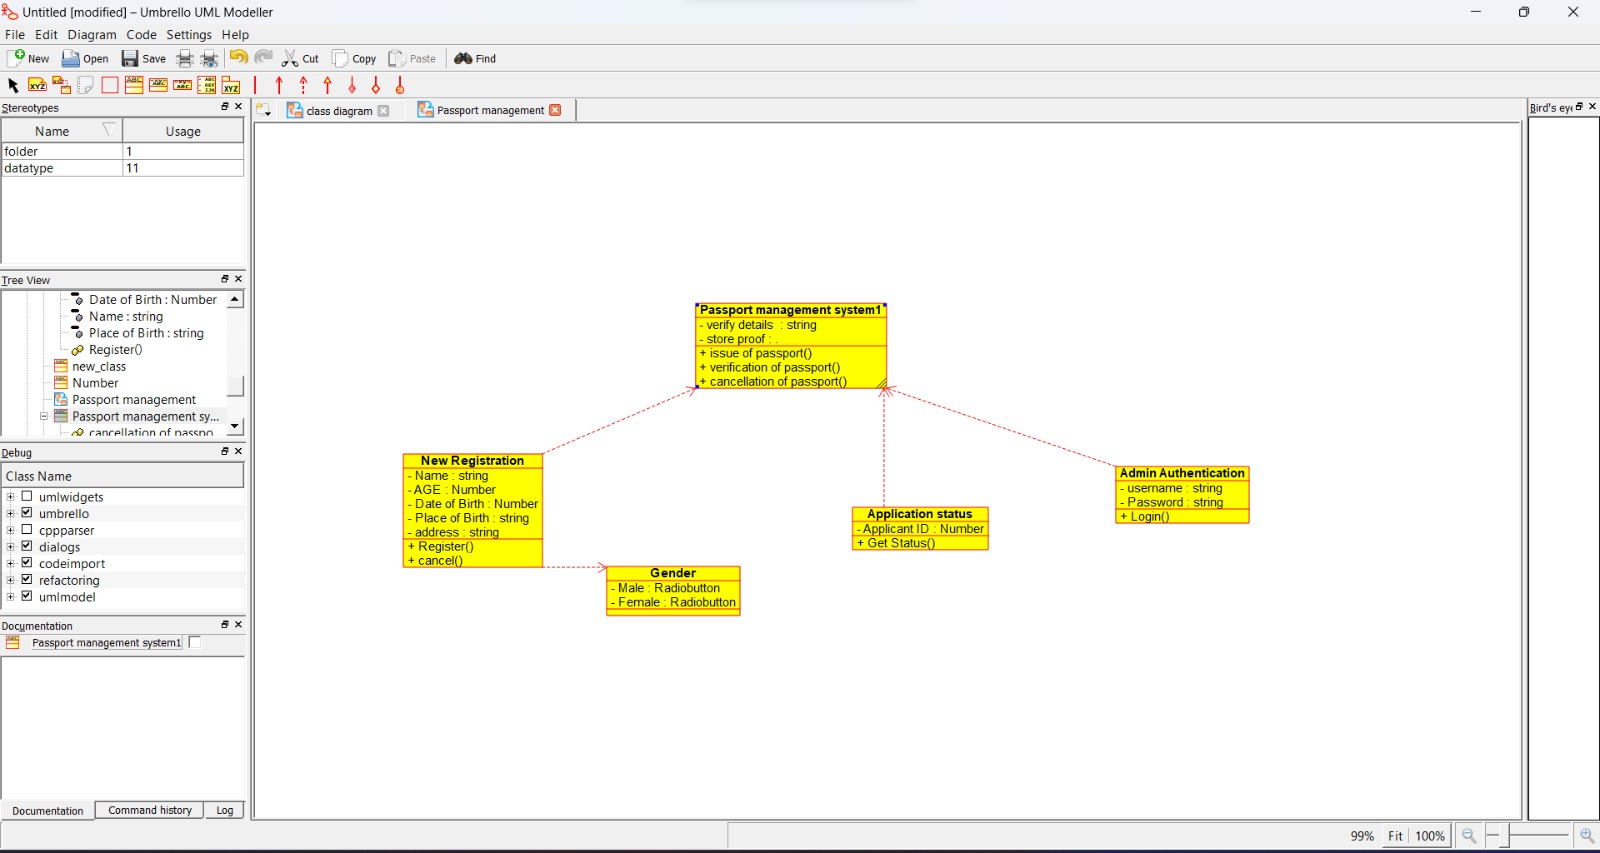 Untitled [modified] – Umbrello UML Modeller
File Edit Diagram Code Settings Help
New Open Save Cut Copy Paste Find
Stereotypes
Name Usage
folder 1
datatype 11
Tree View
Date of Birth : Number
Name : string
Place of Birth : string
Register()
new_class
Number
Passport management
Passport management sy...
cancellation of passpo
Debug
Class Name
umlwidgets
umbrello
cppparser
dialogs
codeimport
refactoring
umlmodel
Documentation
Passport management system1
Documentation Command history Log
class diagram Passport management
Passport management system1
- verify details : string
- store proof : .
+ issue of passport()
+ verification of passport()
+ cancellation of passport()
New Registration
- Name : string
- AGE : Number
- Date of Birth : Number
- Place of Birth : string
- address : string
+ Register()
+ cancel()
Gender
- Male : Radiobutton
- Female : Radiobutton
Application status
- Applicant ID : Number
+ Get Status()
Admin Authentication
- username : string
- Password : string
+ Login()
Bird's eye
99% Fit 100%